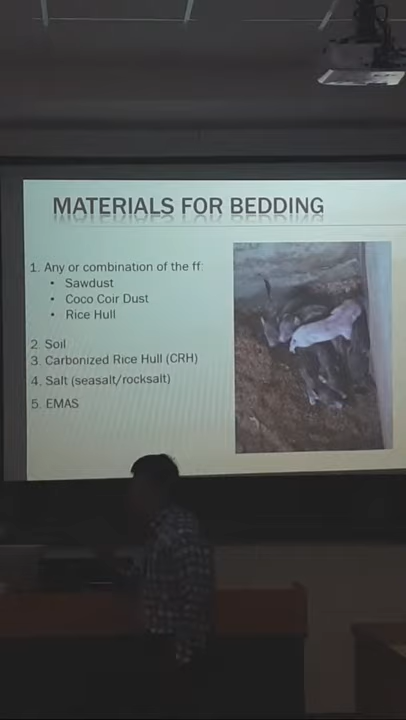 MATERIALS FOR BEDDING
1. Any or combination of the ff:
• Sawdust
• Coco Coir Dust
• Rice Hull
2. Soil
3. Carbonized Rice Hull (CRH)
4. Salt (seasalt/rocksalt)
5. EMAS